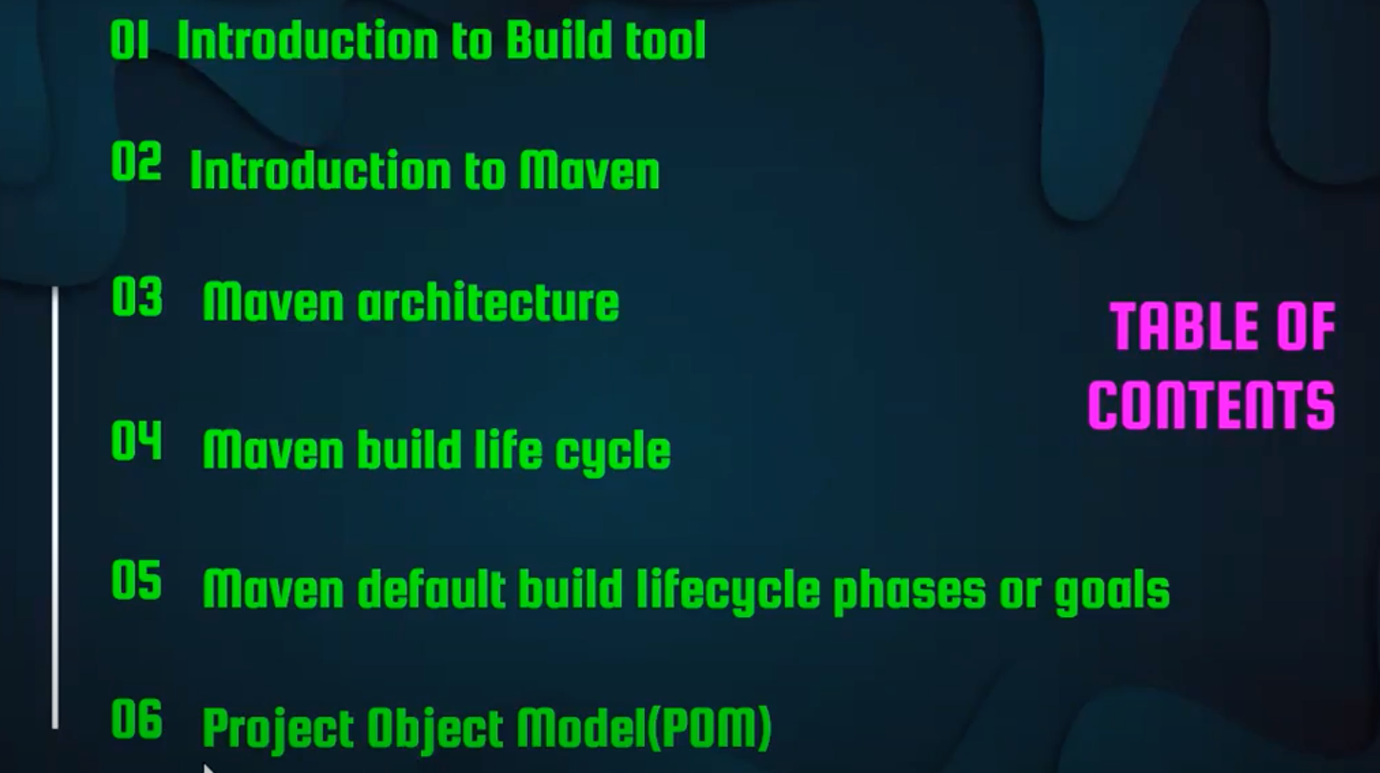 01 Introduction to Build tool
02 Introduction to Maven
03 Maven architecture
04 Maven build life cycle
05 Maven default build lifecycle phases or goals
06 Project Object Model(POM)
TABLE OF
CONTENTS